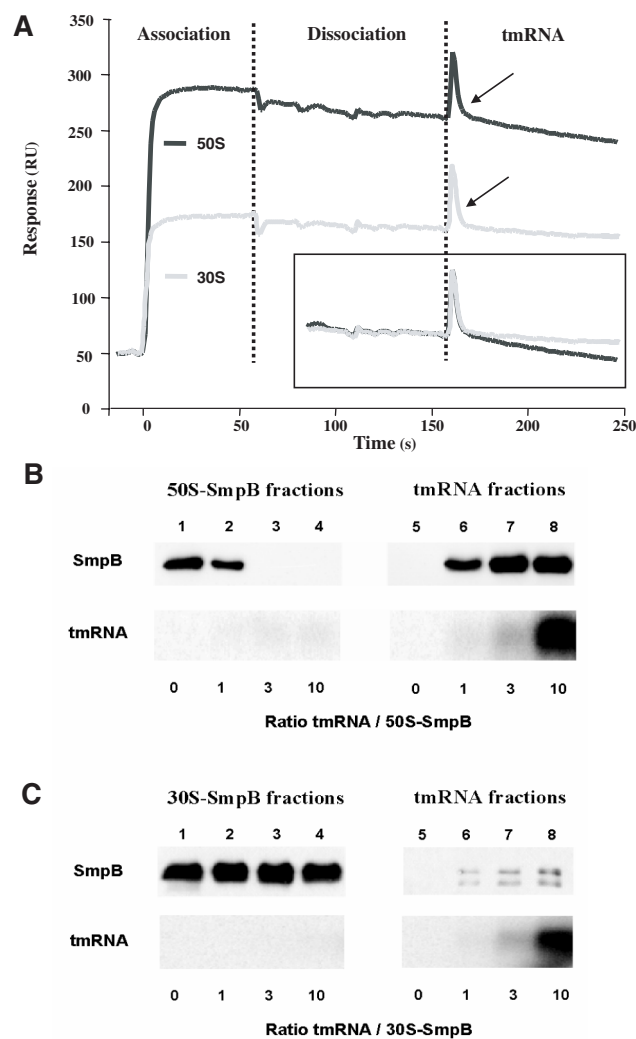 A
Association
Dissociation
tmRNA
350
300
250
200
150
100
50
0
Response (RU)
50S
30S
0 50 100 150 200 250
Time (s)
B
50S-SmpB fractions
tmRNA fractions
1 2 3 4 5 6 7 8
SmpB
tmRNA
0 1 3 10 0 1 3 10
Ratio tmRNA / 50S-SmpB
C
30S-SmpB fractions
tmRNA fractions
1 2 3 4 5 6 7 8
SmpB
tmRNA
0 1 3 10 0 1 3 10
Ratio tmRNA / 30S-SmpB